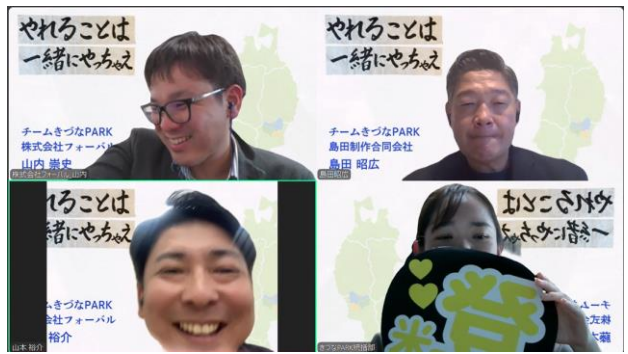 やれることは
一緒にやっちゃえ
チームきづなPARK
株式会社フォーバル
山内 崇史
株式会社フォーバル 山内
やれることは
一緒にやっちゃえ
チームきづなPARK
島田制作合同会社
島田 昭広
島田昭広
れることは
緒にやっちゃえ
ームきづなPARK
会社フォーバル
裕介
山本 裕介
やれることは
一緒にやっち
登
米
きづなPARK統括部